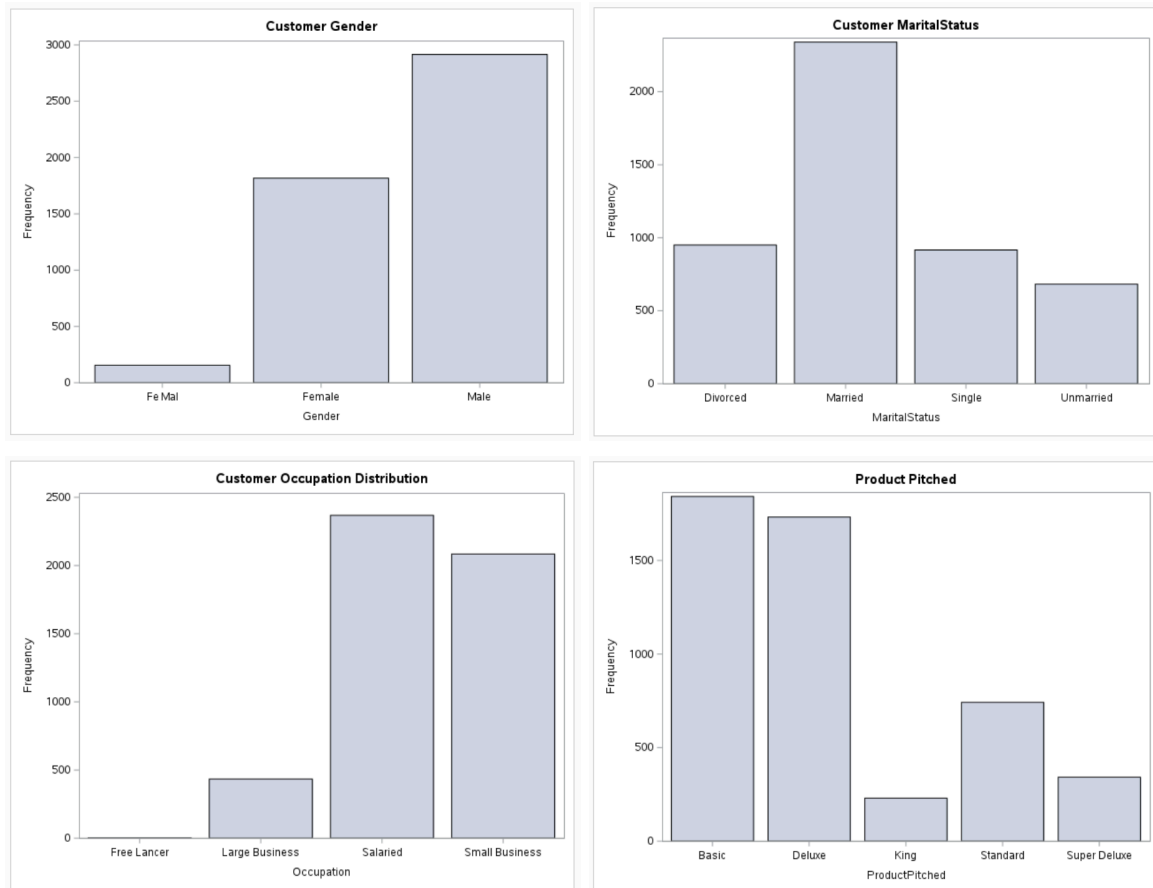 Customer Gender
3000
2500
2000
1500
1000
500
0
Frequency
Fe Mal Female Male
Gender
Customer MaritalStatus
2000
1500
1000
500
0
Frequency
Divorced Married Single Unmarried
MaritalStatus
Customer Occupation Distribution
2500
2000
1500
1000
500
0
Frequency
Free Lancer Large Business Salaried Small Business
Occupation
Product Pitched
1500
1000
500
0
Frequency
Basic Deluxe King Standard Super Deluxe
ProductPitched